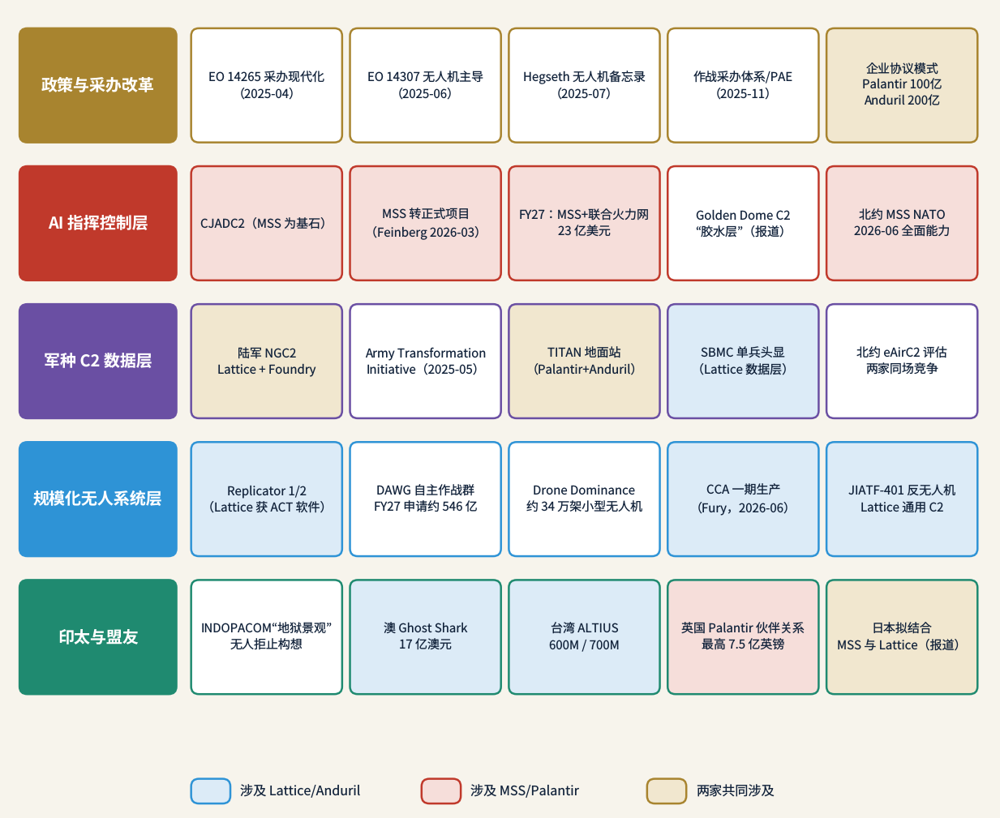 政策与采办改革
EO 14265 采办现代化
（2025-04）
EO 14307 无人机主导
（2025-06）
Hegseth 无人机备忘录
（2025-07）
作战采办体系/PAE
（2025-11）
企业协议模式
Palantir 100亿
Anduril 200亿
AI 指挥控制层
CJADC2（MSS 为基石）
MSS 转正式项目
（Feinberg 2026-03）
FY27：MSS+联合火力网
23 亿美元
Golden Dome C2
“胶水层”（报道）
北约 MSS NATO
2026-06 全面能力
军种 C2 数据层
陆军 NGC2
Lattice + Foundry
Army Transformation
Initiative（2025-05）
TITAN 地面站
（Palantir+Anduril）
SBMC 单兵头显
（Lattice 数据层）
北约 eAirC2 评估
两家同场竞争
规模化无人系统层
Replicator 1/2
（Lattice 获 ACT 软件）
DAWG 自主作战群
FY27 申请约 546 亿
Drone Dominance
约 34 万架小型无人机
CCA 一期生产
（Fury，2026-06）
JIATF-401 反无人机
Lattice 通用 C2
印太与盟友
INDOPACOM“地狱景观”
无人拒止构想
澳 Ghost Shark
17 亿澳元
台湾 ALTIUS
600M / 700M
英国 Palantir 伙伴关系
最高 7.5 亿英镑
日本拟结合
MSS 与 Lattice（报道）
涉及 Lattice/Anduril
涉及 MSS/Palantir
两家共同涉及